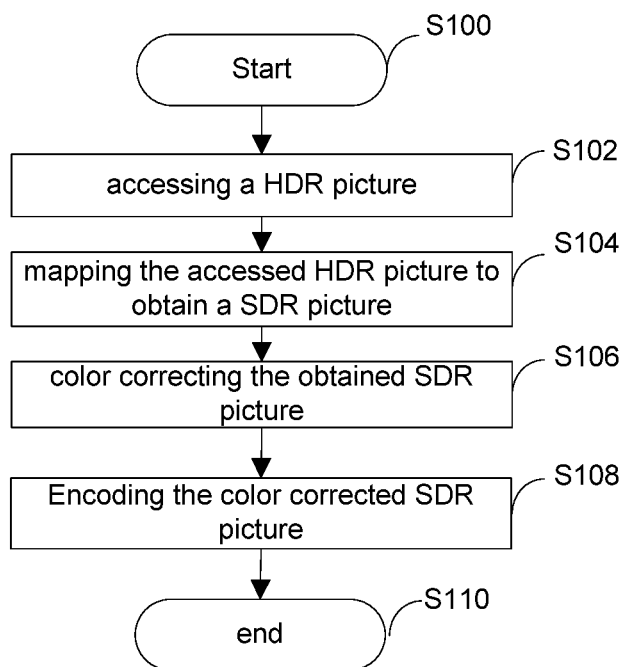 S100
Start
S102
accessing a HDR picture
S104
mapping the accessed HDR picture to
obtain a SDR picture
S106
color correcting the obtained SDR
picture
S108
Encoding the color corrected SDR
picture
S110
end